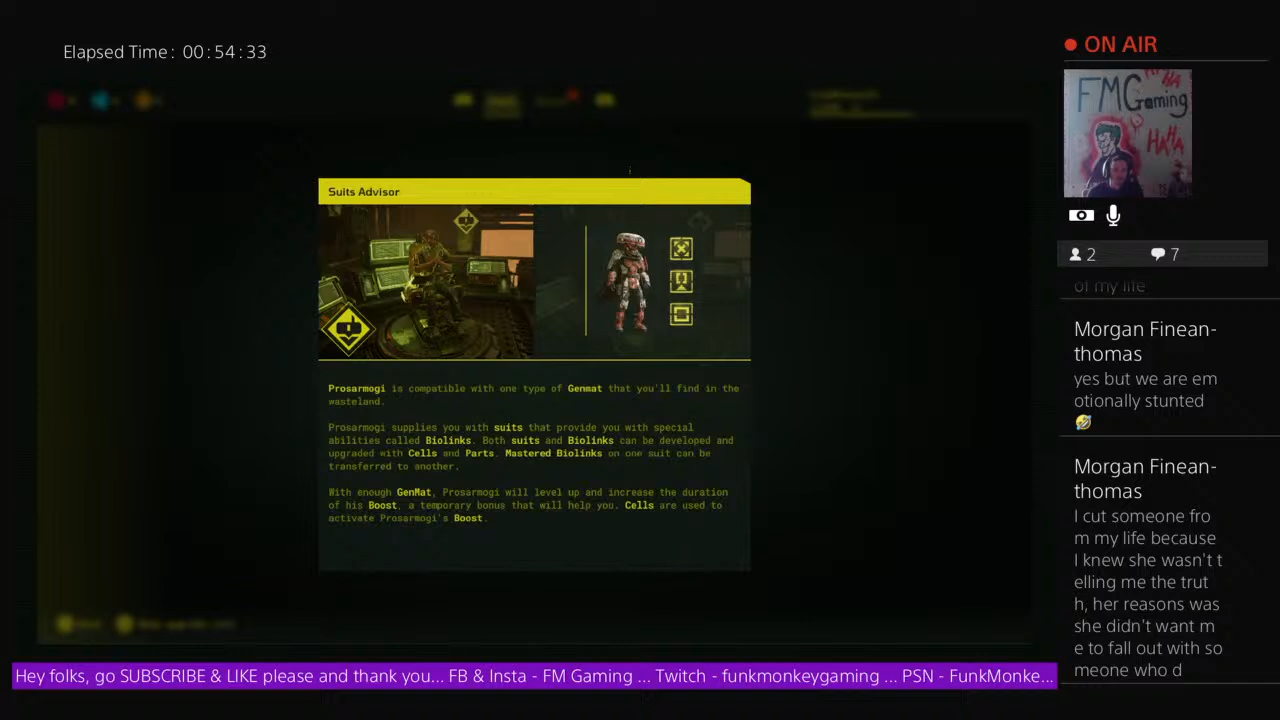 Elapsed Time: 00:54:33
ON AIR
FMGaming
HAHA
HAHA
2
7
Suits Advisor
Prosarmogi is compatible with one type of Genmat that you'll find in the
wasteland.
Prosarmogi supplies you with suits that provide you with special
abilities called Biolinks. Both suits and Biolinks can be developed and
upgraded with Cells and Parts. Mastered Biolinks on one suit can be
transferred to another.
With enough GenMat, Prosarmogi will level up and increase the duration
of his Boost, a temporary bonus that will help you. Cells are used to
activate Prosarmogi's Boost.
of my life
Morgan Finean-
thomas
yes but we are em
otionally stunted
🤣
Morgan Finean-
thomas
I cut someone fro
m my life because
I knew she wasn't t
elling me the trut
h, her reasons was
she didn't want m
e to fall out with so
meone who d
Hey folks, go SUBSCRIBE & LIKE please and thank you... FB & Insta - FM Gaming ... Twitch - funkmonkeygaming ... PSN - FunkMonke...